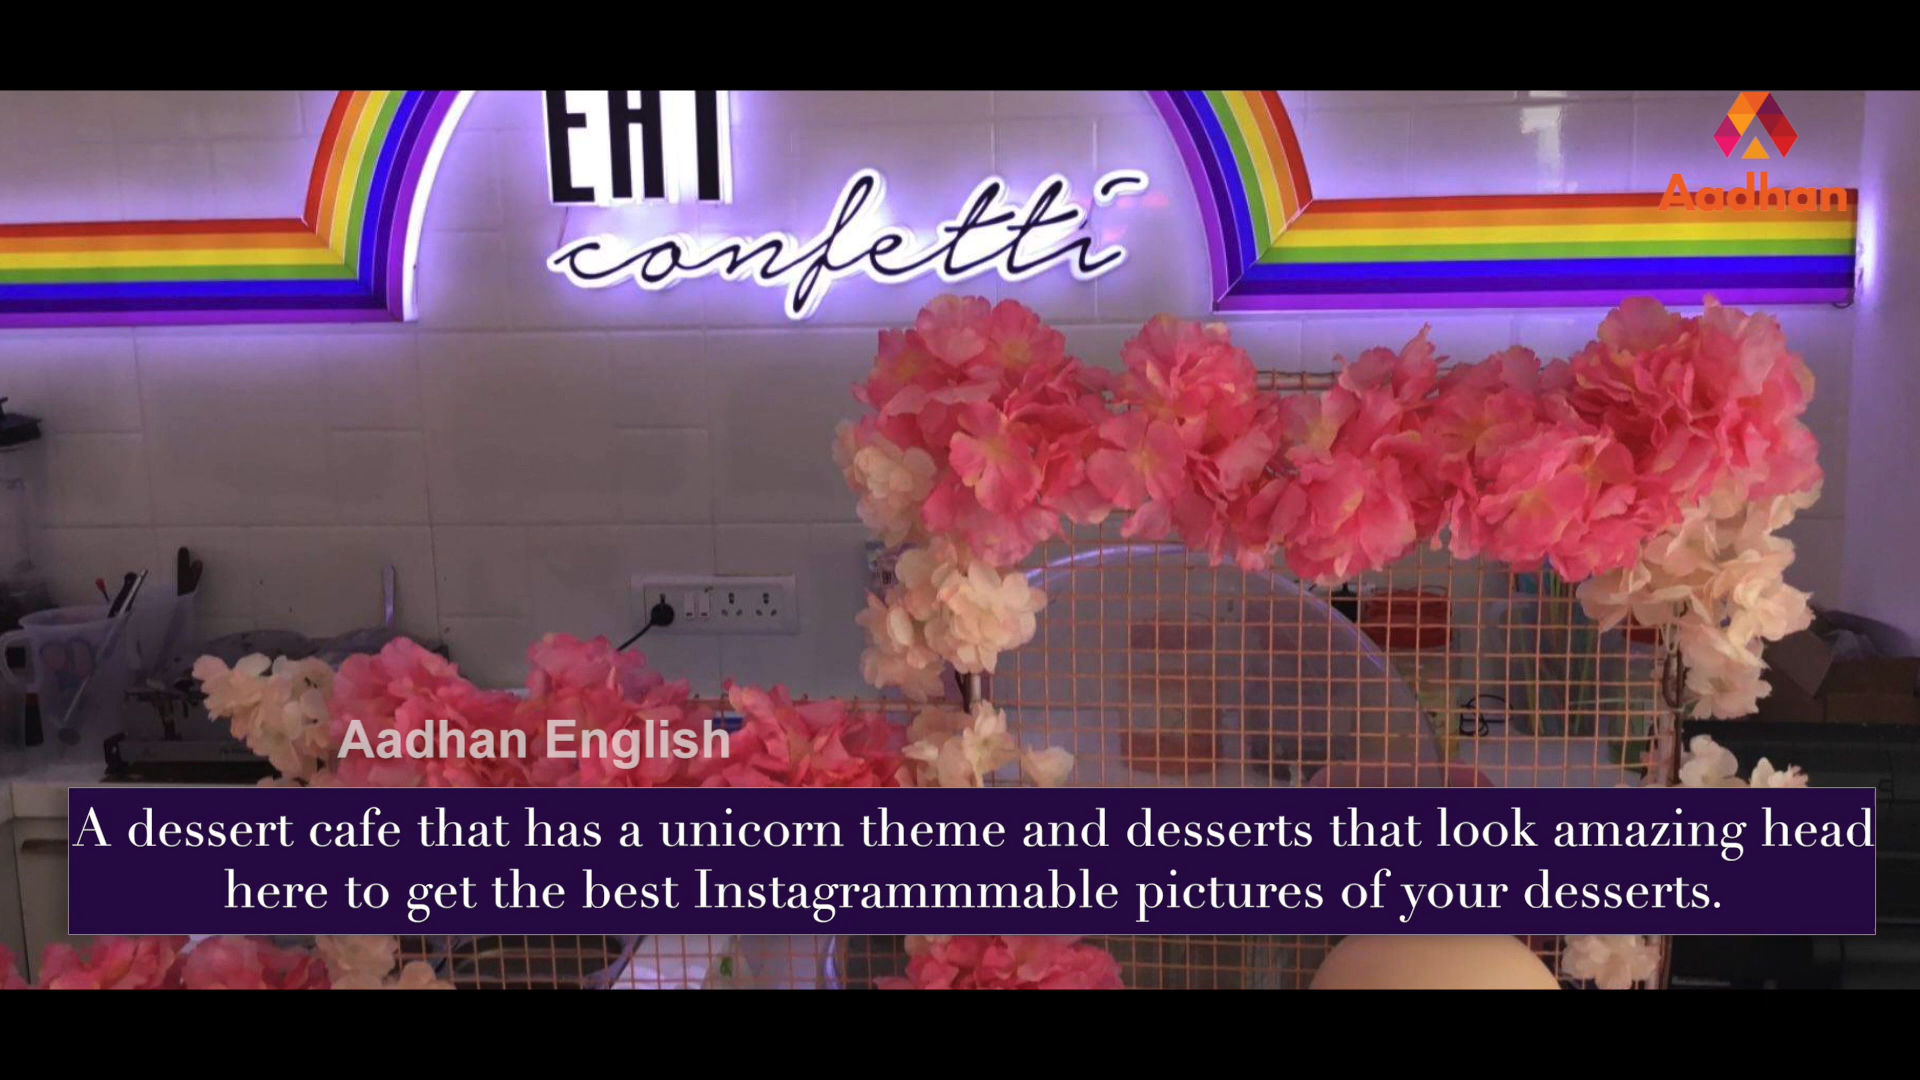 EAT
confetti
Aadhan
Aadhan English
A dessert cafe that has a unicorn theme and desserts that look amazing head
here to get the best Instagrammmable pictures of your desserts.